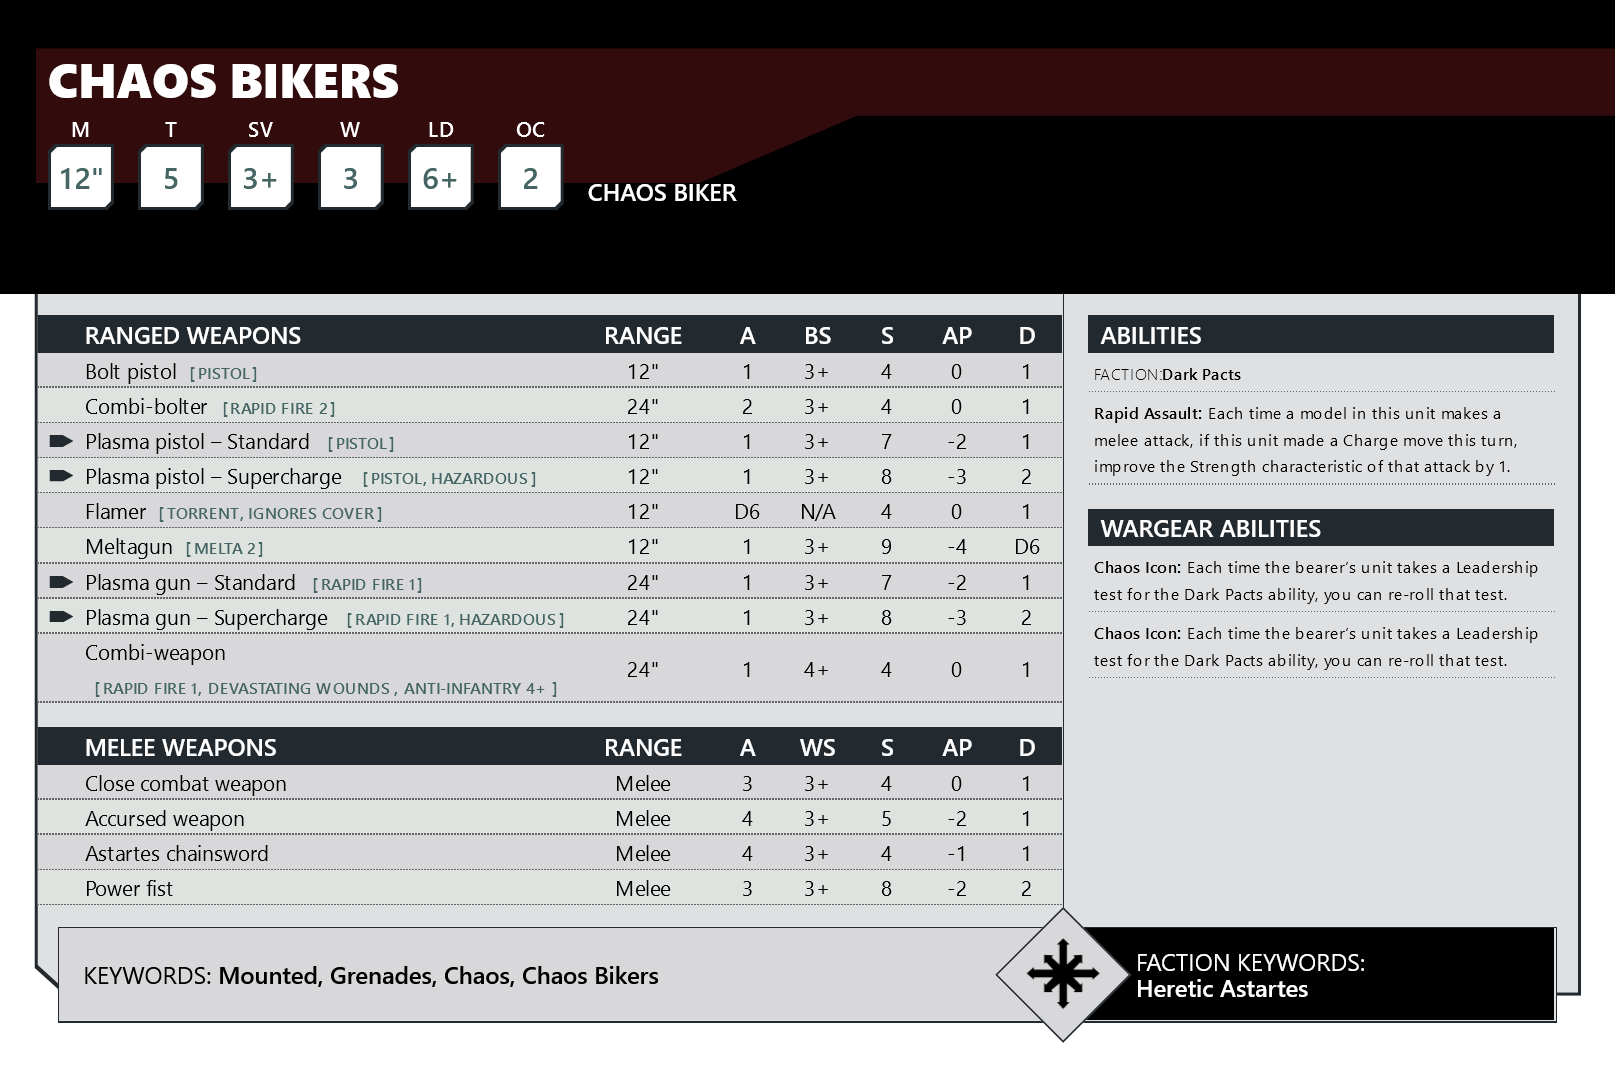 CHAOS BIKERS
M T SV W LD OC
12" 5 3+ 3 6+ 2 CHAOS BIKER
RANGED WEAPONS RANGE A BS S AP D
Bolt pistol [PISTOL] 12" 1 3+ 4 0 1
Combi-bolter [RAPID FIRE 2] 24" 2 3+ 4 0 1
Plasma pistol – Standard [PISTOL] 12" 1 3+ 7 -2 1
Plasma pistol – Supercharge [PISTOL, HAZARDOUS] 12" 1 3+ 8 -3 2
Flamer [TORRENT, IGNORES COVER] 12" D6 N/A 4 0 1
Meltagun [MELTA 2] 12" 1 3+ 9 -4 D6
Plasma gun – Standard [RAPID FIRE 1] 24" 1 3+ 7 -2 1
Plasma gun – Supercharge [RAPID FIRE 1, HAZARDOUS] 24" 1 3+ 8 -3 2
Combi-weapon
24" 1 4+ 4 0 1
[RAPID FIRE 1, DEVASTATING WOUNDS , ANTI-INFANTRY 4+ ]
MELEE WEAPONS RANGE A WS S AP D
Close combat weapon Melee 3 3+ 4 0 1
Accursed weapon Melee 4 3+ 5 -2 1
Astartes chainsword Melee 4 3+ 4 -1 1
Power fist Melee 3 3+ 8 -2 2
ABILITIES
FACTION:Dark Pacts
Rapid Assault: Each time a model in this unit makes a
melee attack, if this unit made a Charge move this turn,
improve the Strength characteristic of that attack by 1.
WARGEAR ABILITIES
Chaos Icon: Each time the bearer’s unit takes a Leadership
test for the Dark Pacts ability, you can re-roll that test.
Chaos Icon: Each time the bearer’s unit takes a Leadership
test for the Dark Pacts ability, you can re-roll that test.
KEYWORDS: Mounted, Grenades, Chaos, Chaos Bikers
FACTION KEYWORDS:
Heretic Astartes